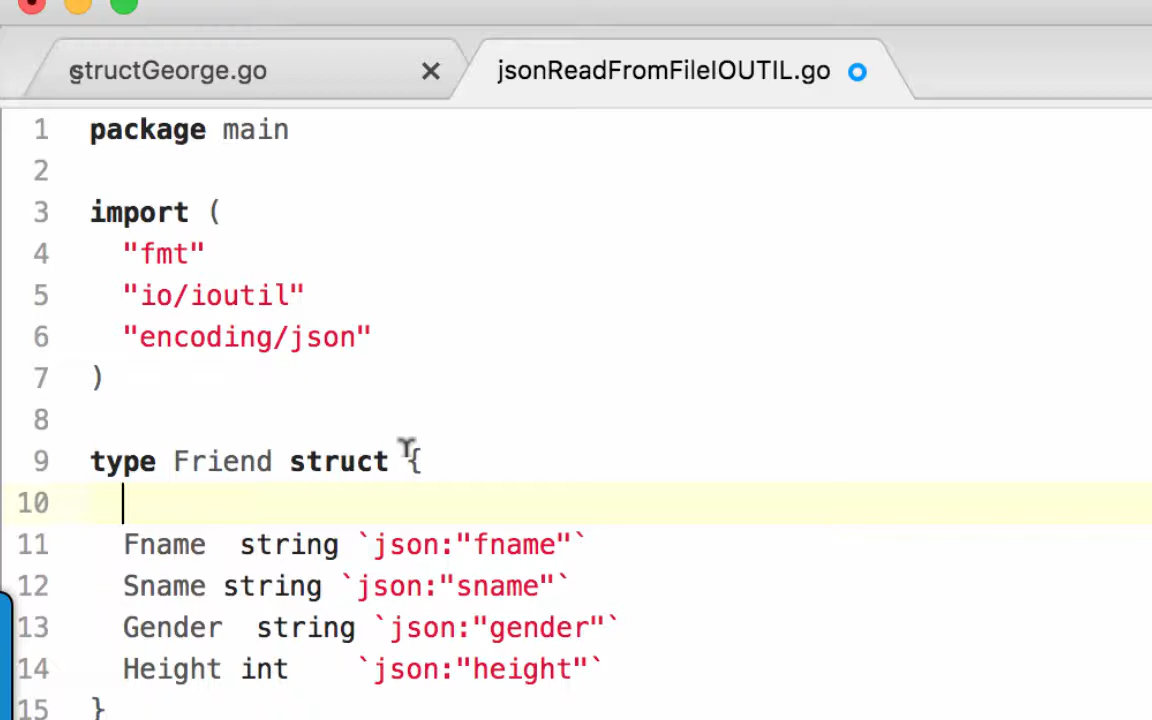 structGeorge.go × jsonReadFromFileIOUTIL.go
1 package main
2
3 import (
4 "fmt"
5 "io/ioutil"
6 "encoding/json"
7 )
8
9 type Friend struct {
10
11 Fname  string `json:"fname"`
12 Sname string `json:"sname"`
13 Gender  string `json:"gender"`
14 Height int    `json:"height"`
15 }